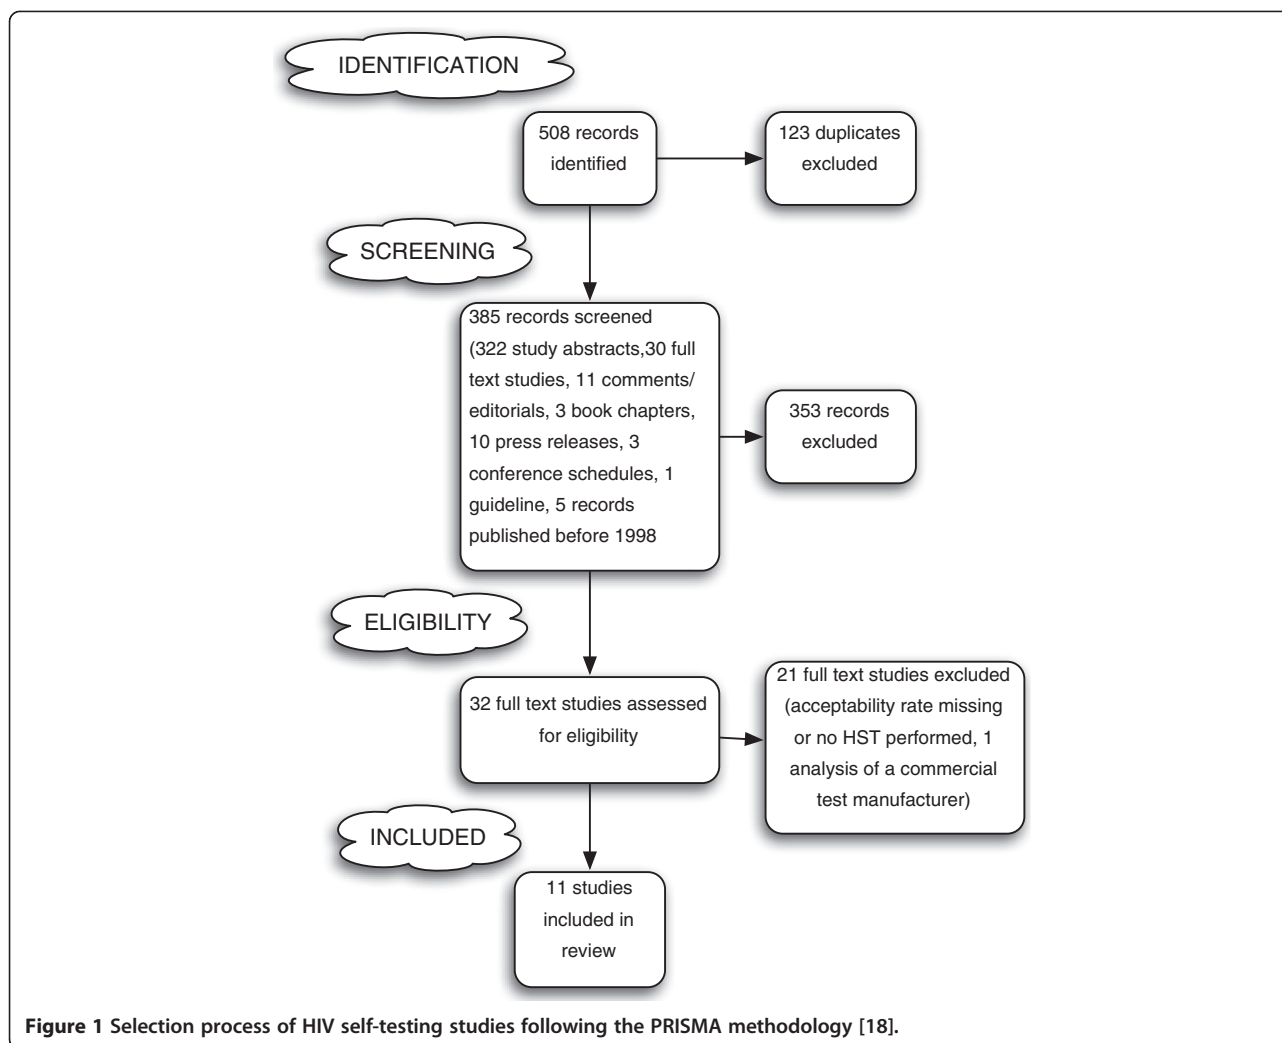 IDENTIFICATION
508 records
identified
123 duplicates
excluded
SCREENING
385 records screened
(322 study abstracts,30 full
text studies, 11 comments/
editorials, 3 book chapters,
10 press releases, 3
conference schedules, 1
guideline, 5 records
published before 1998
353 records
excluded
ELIGIBILITY
32 full text studies assessed
for eligibility
21 full text studies excluded
(acceptability rate missing
or no HST performed, 1
analysis of a commercial
test manufacturer)
INCLUDED
11 studies
included in
review
Figure 1 Selection process of HIV self-testing studies following the PRISMA methodology [18].